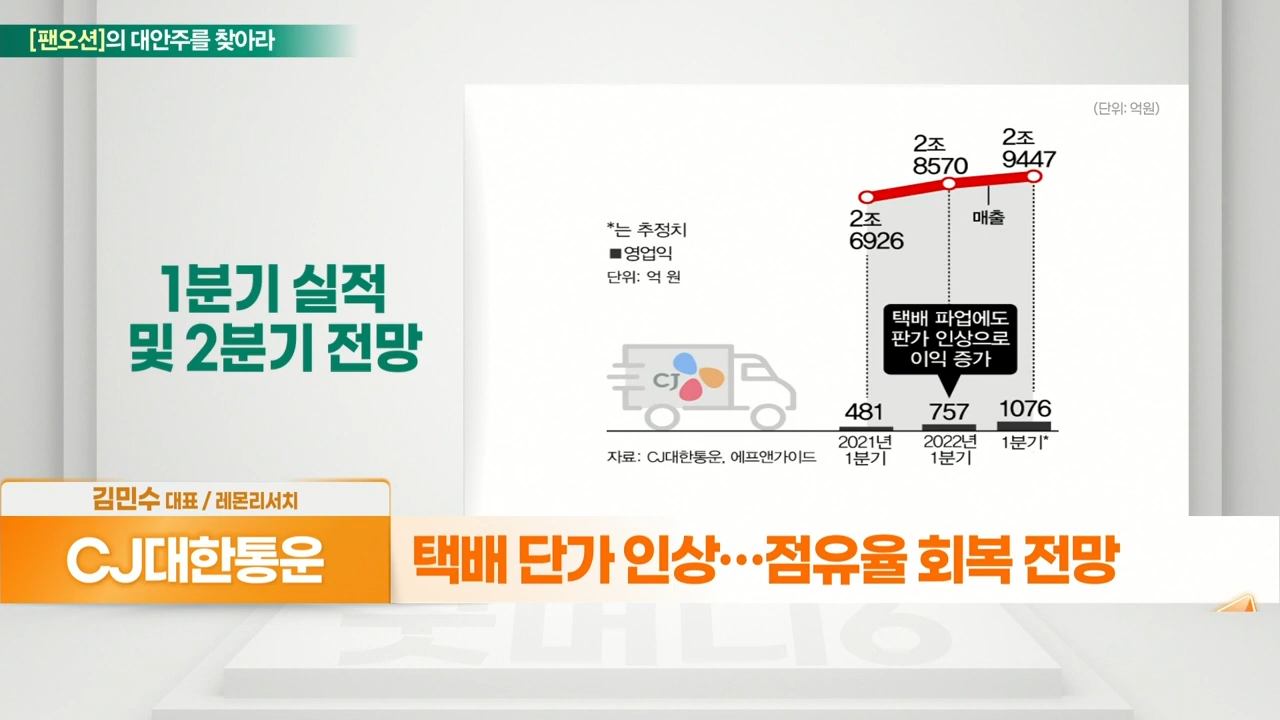 [팬오션]의 대안주를 찾아라
(단위: 억원)
1분기 실적
및 2분기 전망
*는 추정치
■영업익
단위: 억 원
2조
6926
2조
8570
2조
9447
매출
택배 파업에도
판가 인상으로
이익 증가
CJ
481
757
1076
2021년
1분기
2022년
1분기
1분기*
자료: CJ대한통운, 에프앤가이드
김민수 대표 / 레몬리서치
CJ대한통운
택배 단가 인상…점유율 회복 전망